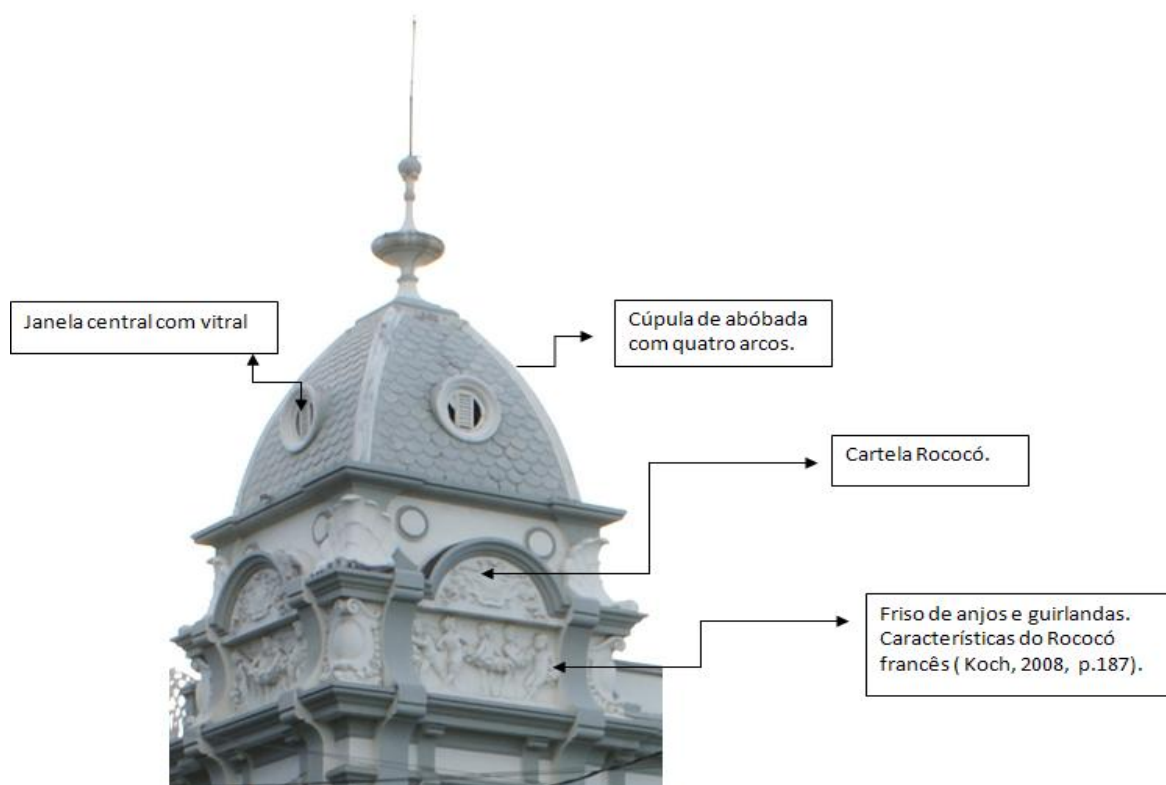 Janela central com vitral
Cúpula de abóbada
com quatro arcos.
Cartela Rococó.
Friso de anjos e guirlandas.
Características do Rococó
francês ( Koch, 2008, p.187).